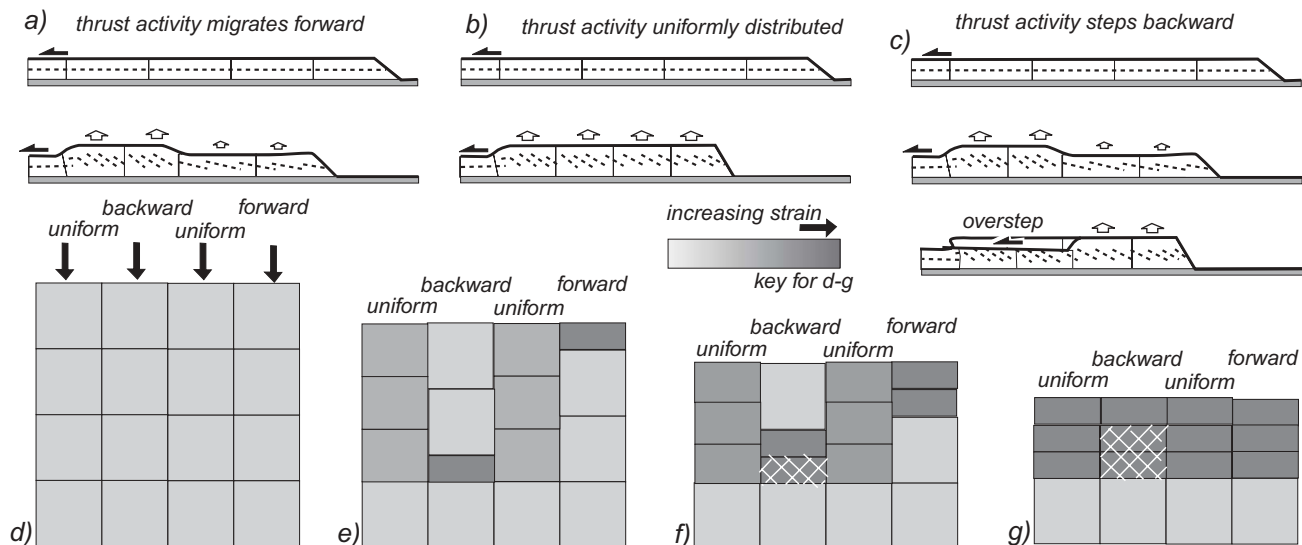 a) thrust activity migrates forward
b) thrust activity uniformly distributed
c) thrust activity steps backward
overstep
increasing strain
key for d-g
uniform backward uniform forward
d)
uniform backward uniform forward
e)
uniform backward uniform forward
f)
uniform backward uniform forward
g)